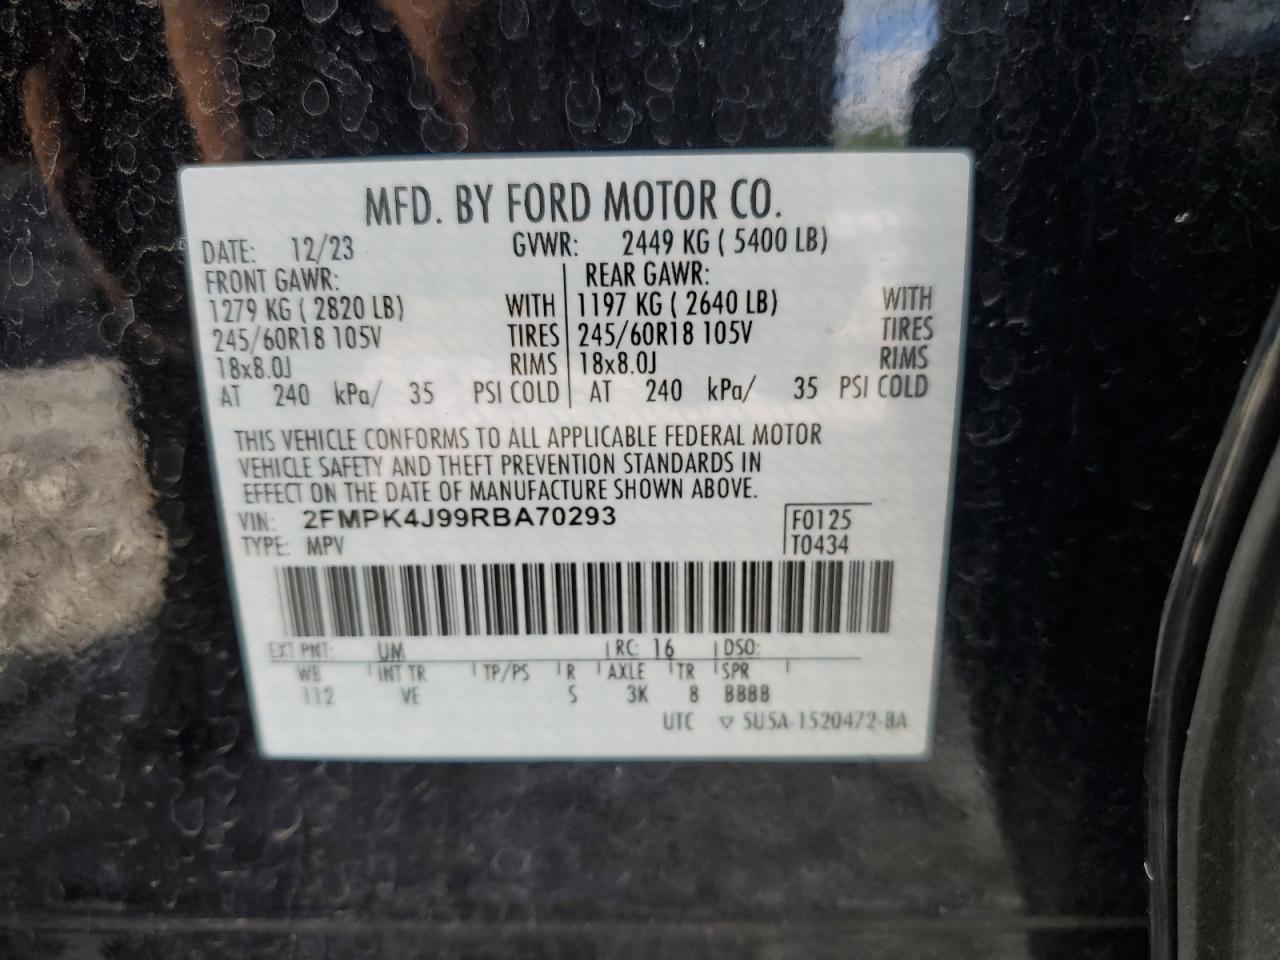 MFD. BY FORD MOTOR CO.
DATE: 12/23 GVWR: 2449 KG ( 5400 LB)
FRONT GAWR: REAR GAWR:
1279 KG ( 2820 LB) WITH 1197 KG ( 2640 LB) WITH
245/60R18 105V TIRES 245/60R18 105V TIRES
18x8.0J RIMS 18x8.0J RIMS
AT 240 kPa/ 35 PSI COLD AT 240 kPa/ 35 PSI COLD
THIS VEHICLE CONFORMS TO ALL APPLICABLE FEDERAL MOTOR
VEHICLE SAFETY AND THEFT PREVENTION STANDARDS IN
EFFECT ON THE DATE OF MANUFACTURE SHOWN ABOVE.
VIN: 2FMPK4J99RBA70293 F0125
TYPE: MPV T0434
EXT PNT: UM RC: 16 DSO:
WB INT TR TP/PS R AXLE TR SPR
112 VE S 3K 8 BBBB
UTC ▽ 5U5A-1520472-BA